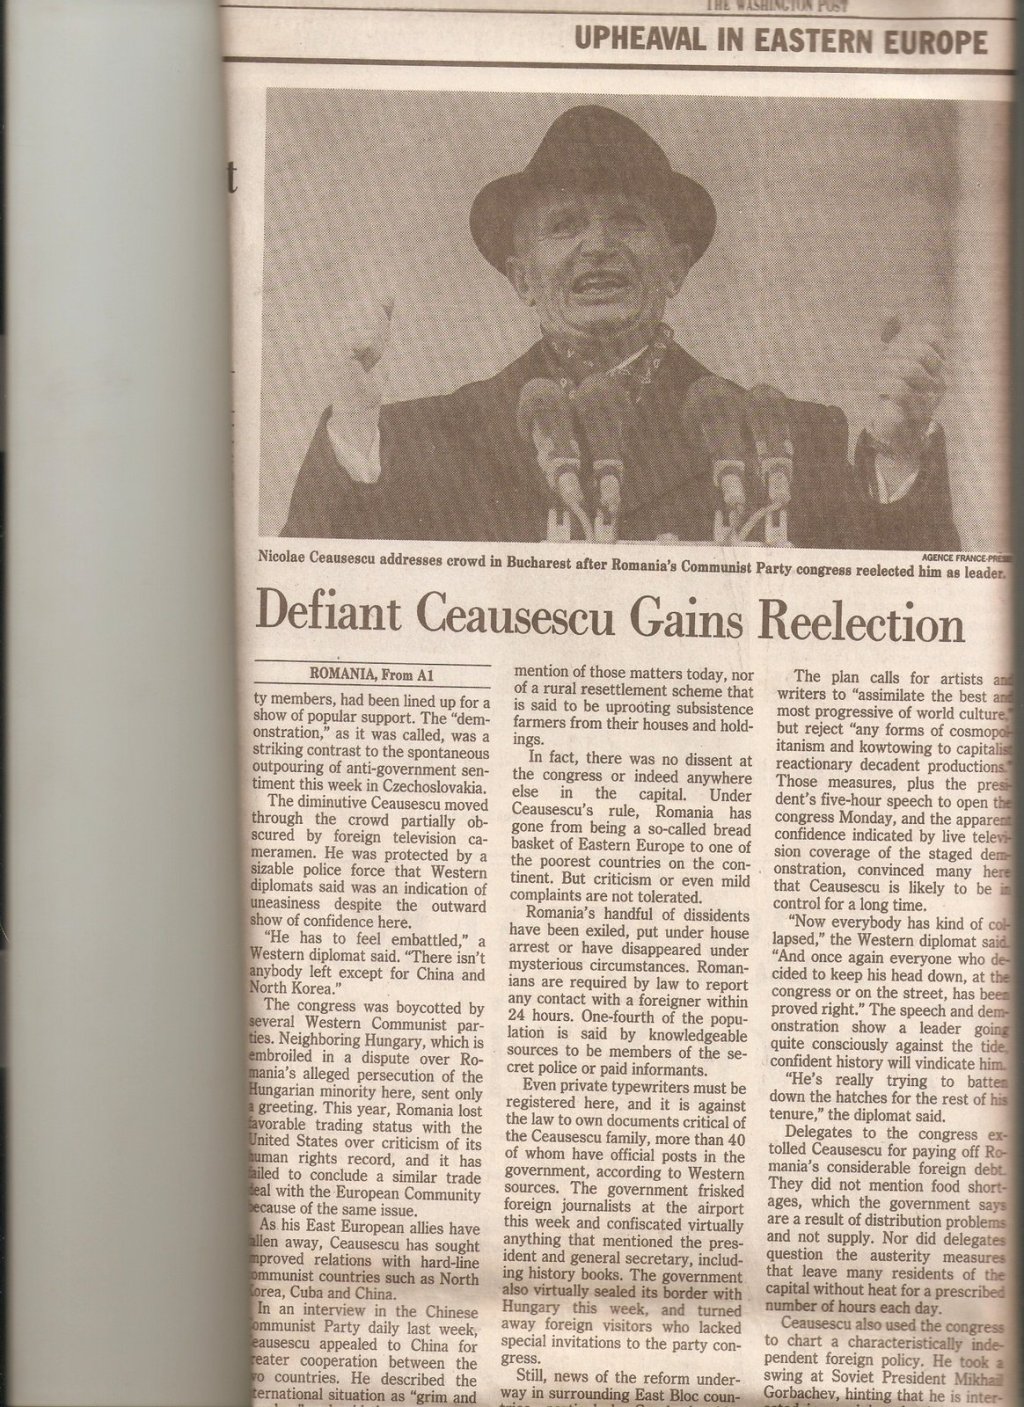 THE WASHINGTON POST
UPHEAVAL IN EASTERN EUROPE
t
AGENCE FRANCE-PRESSE
Nicolae Ceausescu addresses crowd in Bucharest after Romania's Communist Party congress reelected him as leader.
Defiant Ceausescu Gains Reelection
ROMANIA, From A1
ty members, had been lined up for a
show of popular support. The “dem-
onstration,” as it was called, was a
striking contrast to the spontaneous
outpouring of anti-government sen-
timent this week in Czechoslovakia.
The diminutive Ceausescu moved
through the crowd partially ob-
scured by foreign television ca-
meramen. He was protected by a
sizable police force that Western
diplomats said was an indication of
uneasiness despite the outward
show of confidence here.
“He has to feel embattled,” a
Western diplomat said. “There isn't
anybody left except for China and
North Korea.”
The congress was boycotted by
several Western Communist par-
ties. Neighboring Hungary, which is
embroiled in a dispute over Ro-
mania's alleged persecution of the
Hungarian minority here, sent only
a greeting. This year, Romania lost
favorable trading status with the
United States over criticism of its
human rights record, and it has
failed to conclude a similar trade
deal with the European Community
because of the same issue.
As his East European allies have
fallen away, Ceausescu has sought
improved relations with hard-line
communist countries such as North
Korea, Cuba and China.
In an interview in the Chinese
Communist Party daily last week,
Ceausescu appealed to China for
greater cooperation between the
two countries. He described the
international situation as “grim and
mention of those matters today, nor
of a rural resettlement scheme that
is said to be uprooting subsistence
farmers from their houses and hold-
ings.
In fact, there was no dissent at
the congress or indeed anywhere
else in the capital. Under
Ceausescu's rule, Romania has
gone from being a so-called bread
basket of Eastern Europe to one of
the poorest countries on the con-
tinent. But criticism or even mild
complaints are not tolerated.
Romania's handful of dissidents
have been exiled, put under house
arrest or have disappeared under
mysterious circumstances. Roman-
ians are required by law to report
any contact with a foreigner within
24 hours. One-fourth of the popu-
lation is said by knowledgeable
sources to be members of the se-
cret police or paid informants.
Even private typewriters must be
registered here, and it is against
the law to own documents critical of
the Ceausescu family, more than 40
of whom have official posts in the
government, according to Western
sources. The government frisked
foreign journalists at the airport
this week and confiscated virtually
anything that mentioned the pres-
ident and general secretary, includ-
ing history books. The government
also virtually sealed its border with
Hungary this week, and turned
away foreign visitors who lacked
special invitations to the party con-
gress.
Still, news of the reform under-
way in surrounding East Bloc coun-
The plan calls for artists and
writers to “assimilate the best and
most progressive of world culture,”
but reject “any forms of cosmopol-
itanism and kowtowing to capitalist
reactionary decadent productions.”
Those measures, plus the presi-
dent's five-hour speech to open the
congress Monday, and the apparent
confidence indicated by live televi-
sion coverage of the staged dem-
onstration, convinced many here
that Ceausescu is likely to be in
control for a long time.
“Now everybody has kind of col-
lapsed,” the Western diplomat said.
“And once again everyone who de-
cided to keep his head down, at the
congress or on the street, has been
proved right.” The speech and dem-
onstration show a leader going
quite consciously against the tide,
confident history will vindicate him.
“He's really trying to batten
down the hatches for the rest of his
tenure,” the diplomat said.
Delegates to the congress ex-
tolled Ceausescu for paying off Ro-
mania's considerable foreign debt.
They did not mention food short-
ages, which the government says
are a result of distribution problems
and not supply. Nor did delegates
question the austerity measures
that leave many residents of the
capital without heat for a prescribed
number of hours each day.
Ceausescu also used the congress
to chart a characteristically inde-
pendent foreign policy. He took a
swing at Soviet President Mikhail
Gorbachev, hinting that he is inter-